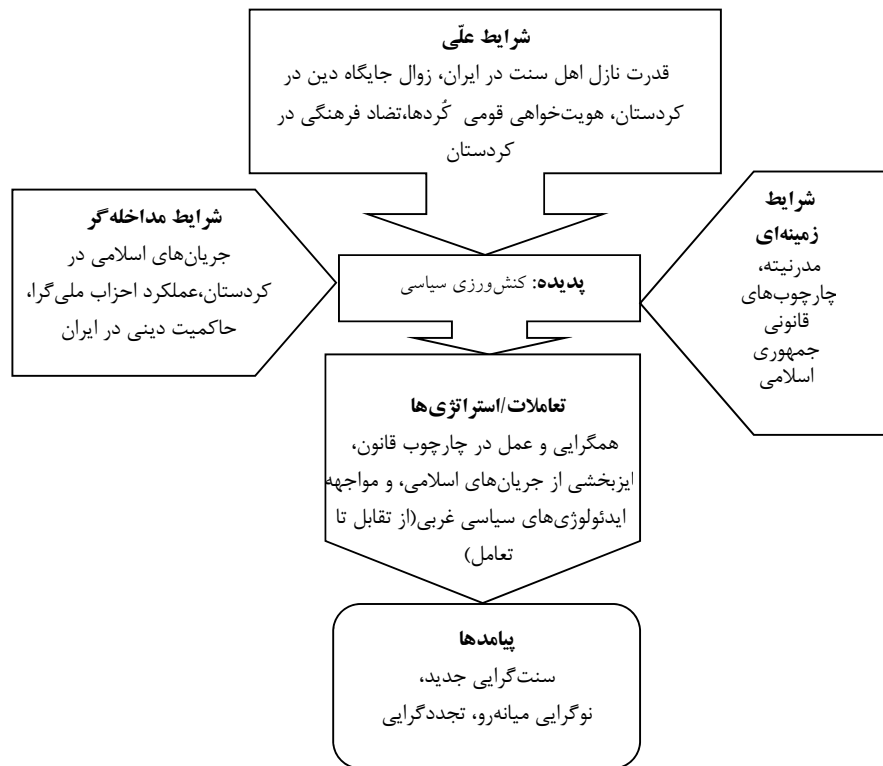 شرایط علّی
قدرت نازل اهل سنت در ایران، زوال جایگاه دین در
کردستان، هویت‌خواهی قومی کُردها،تضاد فرهنگی در
کردستان
شرایط
زمینه‌ای
مدرنیته،
چارچوب‌های
قانونی
جمهوری
اسلامی
شرایط مداخله‌گر
جریان‌های اسلامی در
کردستان،عملکرد احزاب ملی‌گرا،
حاکمیت دینی در ایران
پدیده: کنش‌ورزی سیاسی
تعاملات/استراتژی‌ها
همگرایی و عمل در چارچوب قانون،
ایزبخشی از جریان‌های اسلامی، و مواجهه
ایدئولوژی‌های سیاسی غربی(از تقابل تا
تعامل)
پیامدها
سنت‌گرایی جدید،
نوگرایی میانه‌رو، تجددگرایی